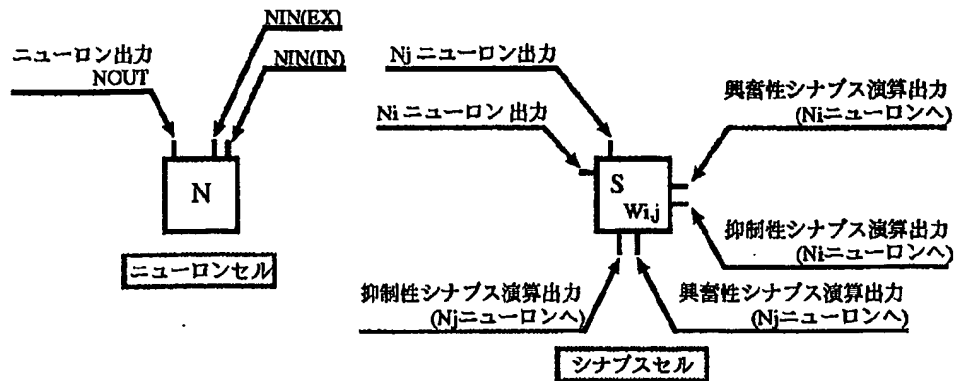 NIN(EX)
NIN(IN)
ニューロン出力
NOUT
N
ニューロンセル
Nj ニューロン出力
Ni ニューロン 出力
S
Wi,j
興奮性シナプス演算出力
(Niニューロンへ)
抑制性シナプス演算出力
(Niニューロンへ)
抑制性シナプス演算出力
(Njニューロンへ)
興奮性シナプス演算出力
(Njニューロンへ)
シナプスセル